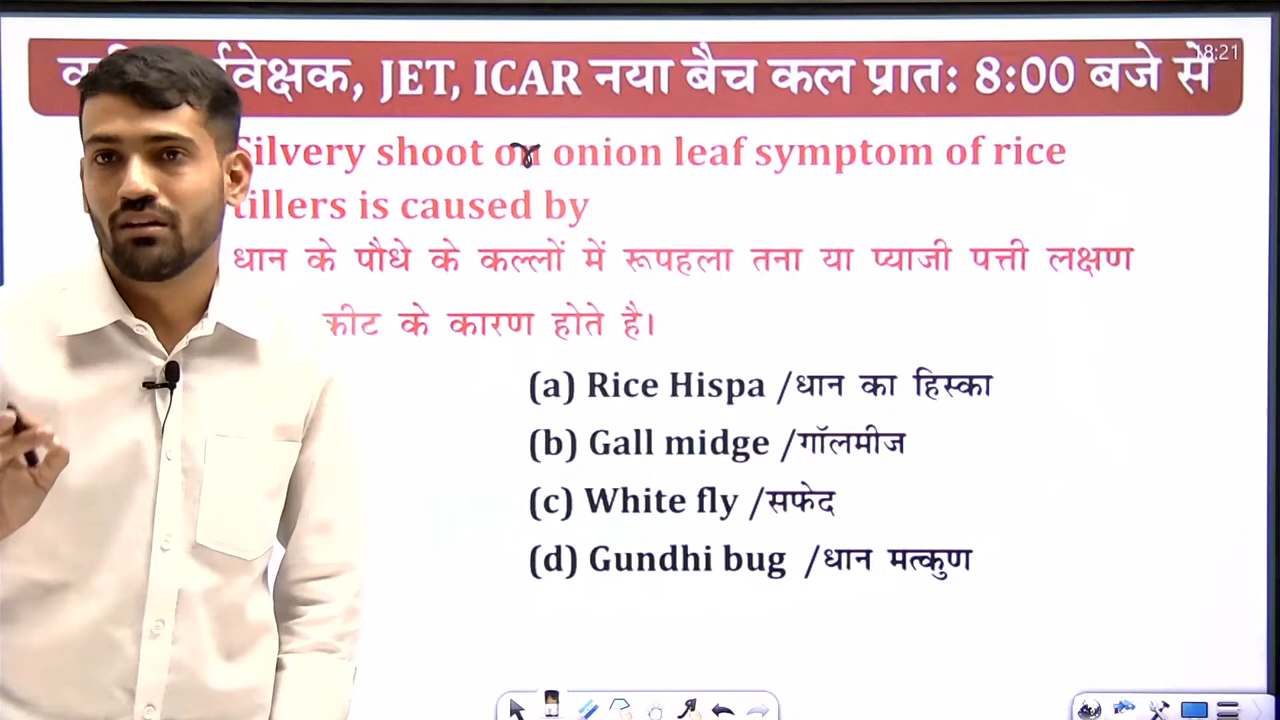 JET, ICAR नया बैच कल प्रातः 8:00 बजे से
18:21
Silvery shoot or onion leaf symptom of rice
tillers is caused by
धान के पौधे के कल्लों में रूपहला तना या प्याजी पत्ती लक्षण
कीट के कारण होते है।
(a) Rice Hispa /धान का हिस्का
(b) Gall midge /गॉलमीज
(c) White fly /सफेद
(d) Gundhi bug /धान मत्कुण